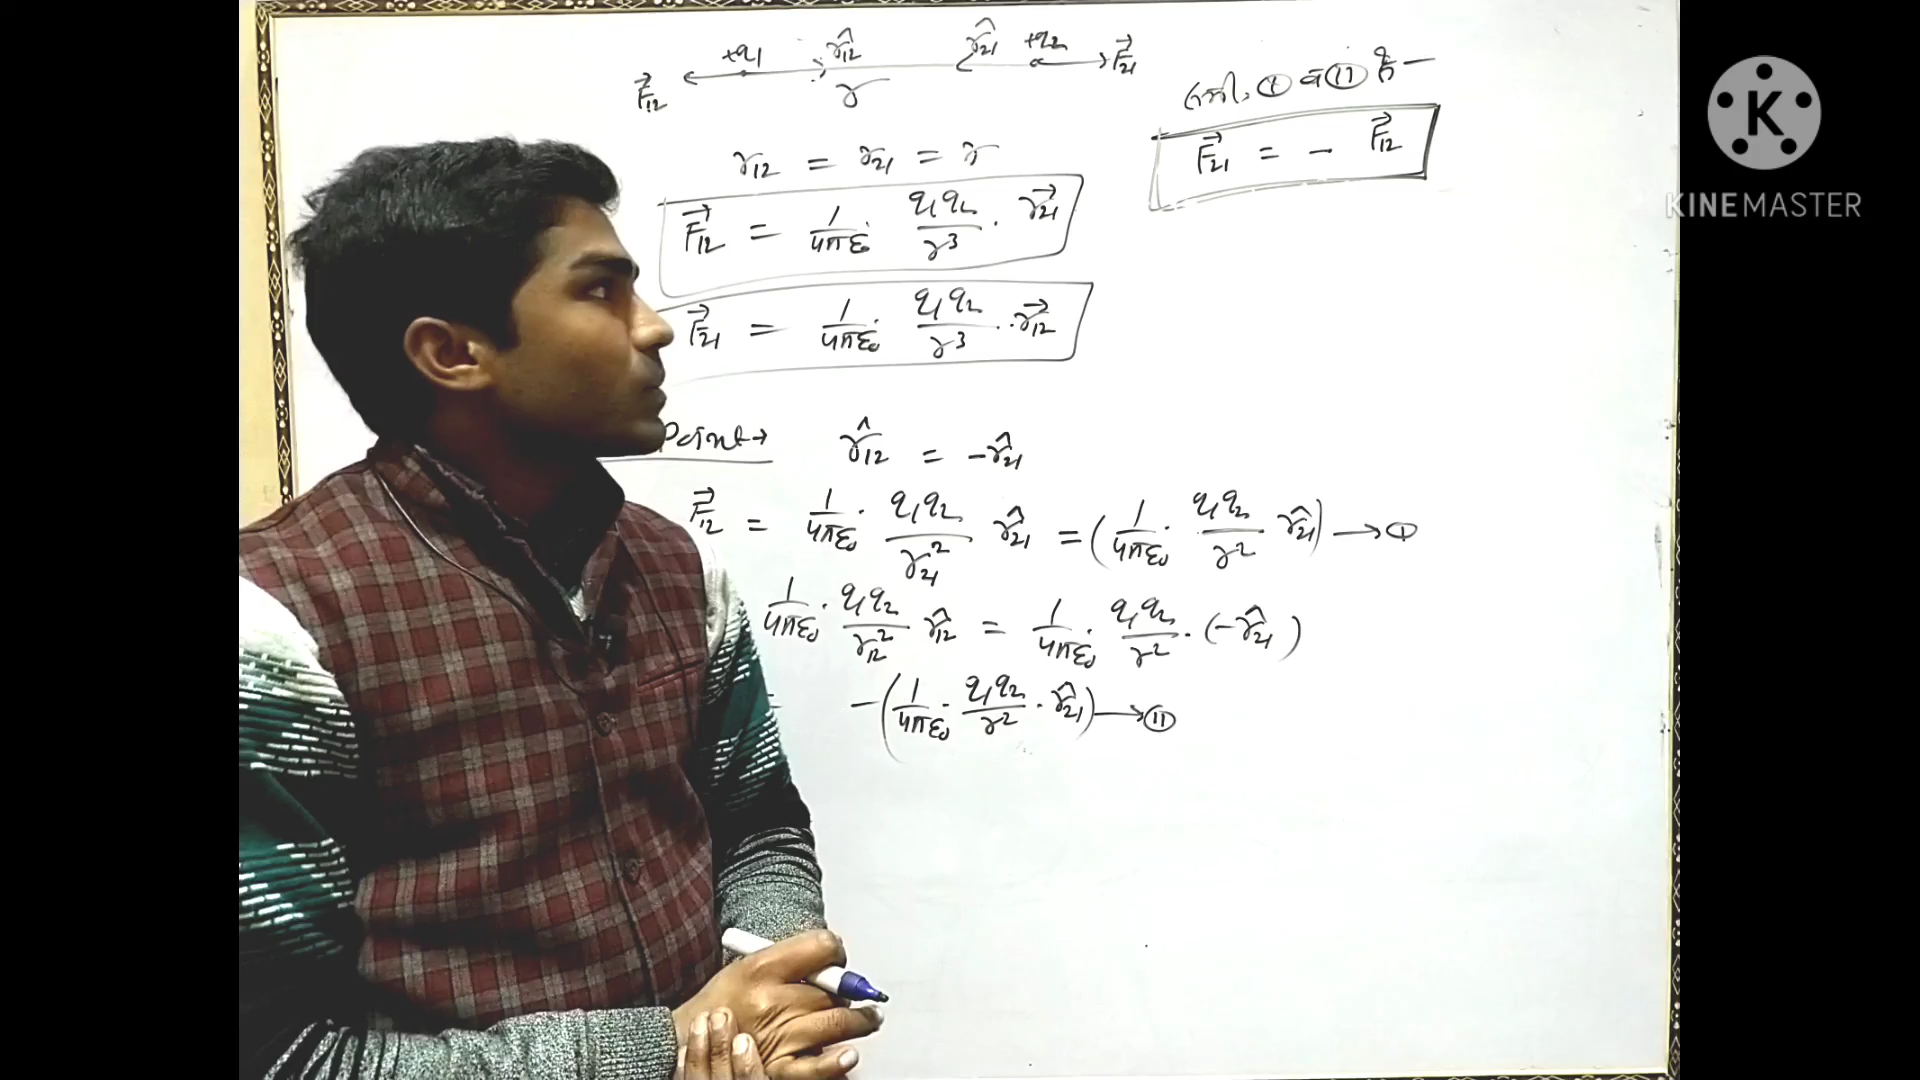 +q₁ r̂₁₂ r̂₂₁ +q₂
F⃗₁₂ r F⃗₂₁
r₁₂ = r₂₁ = r
F⃗₁₂ = 1/4πε₀ · q₁q₂/r³ · r⃗₂₁
F⃗₂₁ = 1/4πε₀ · q₁q₂/r³ · r⃗₁₂
Point→ r̂₁₂ = -r̂₂₁
F⃗₁₂ = 1/4πε₀ · q₁q₂/r₂₁² r̂₂₁ = (1/4πε₀ · q₁q₂/r² r̂₂₁) → Ⓘ
1/4πε₀ · q₁q₂/r₁₂² r̂₁₂ = 1/4πε₀ · q₁q₂/r² · (-r̂₂₁)
= -(1/4πε₀ · q₁q₂/r² · r̂₂₁) → ⑪
समी. Ⓘ व ⑪ से —
F⃗₂₁ = - F⃗₁₂
K
KINEMASTER